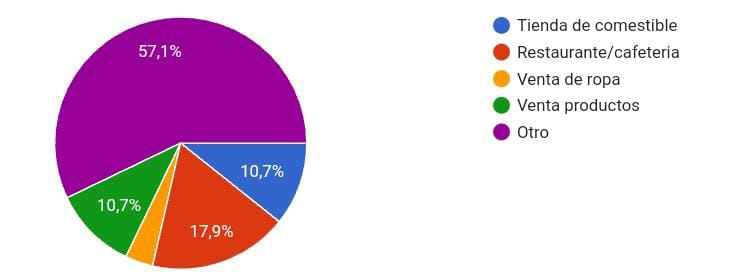 57,1%
10,7%
10,7%
17,9%
Tienda de comestible
Restaurante/cafeteria
Venta de ropa
Venta productos
Otro